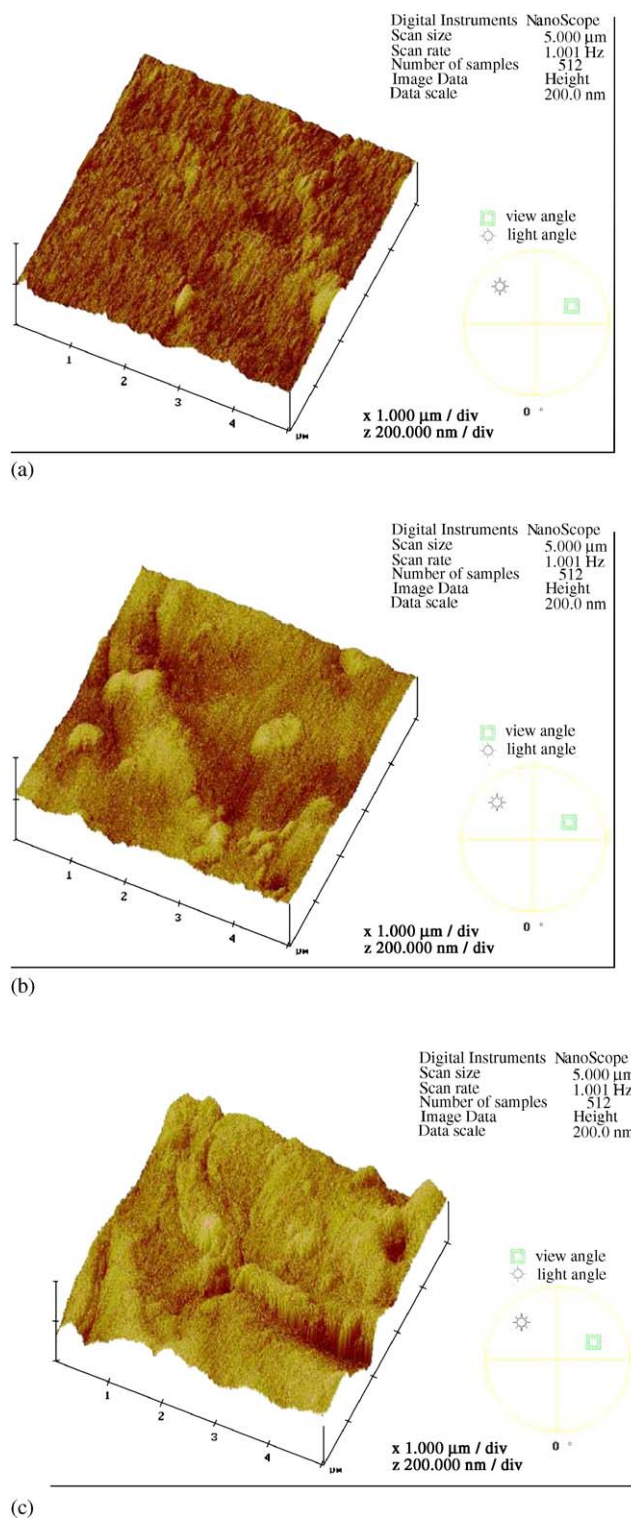 Digital Instruments NanoScope
Scan size 5.000 µm
Scan rate 1.001 Hz
Number of samples 512
Image Data Height
Data scale 200.0 nm
view angle
light angle
1
2
3
4
µM
0 °
x 1.000 µm / div
z 200.000 nm / div
(a)
Digital Instruments NanoScope
Scan size 5.000 µm
Scan rate 1.001 Hz
Number of samples 512
Image Data Height
Data scale 200.0 nm
view angle
light angle
1
2
3
4
µM
0 °
x 1.000 µm / div
z 200.000 nm / div
(b)
Digital Instruments NanoScope
Scan size 5.000 µm
Scan rate 1.001 Hz
Number of samples 512
Image Data Height
Data scale 200.0 nm
view angle
light angle
1
2
3
4
µM
0 °
x 1.000 µm / div
z 200.000 nm / div
(c)